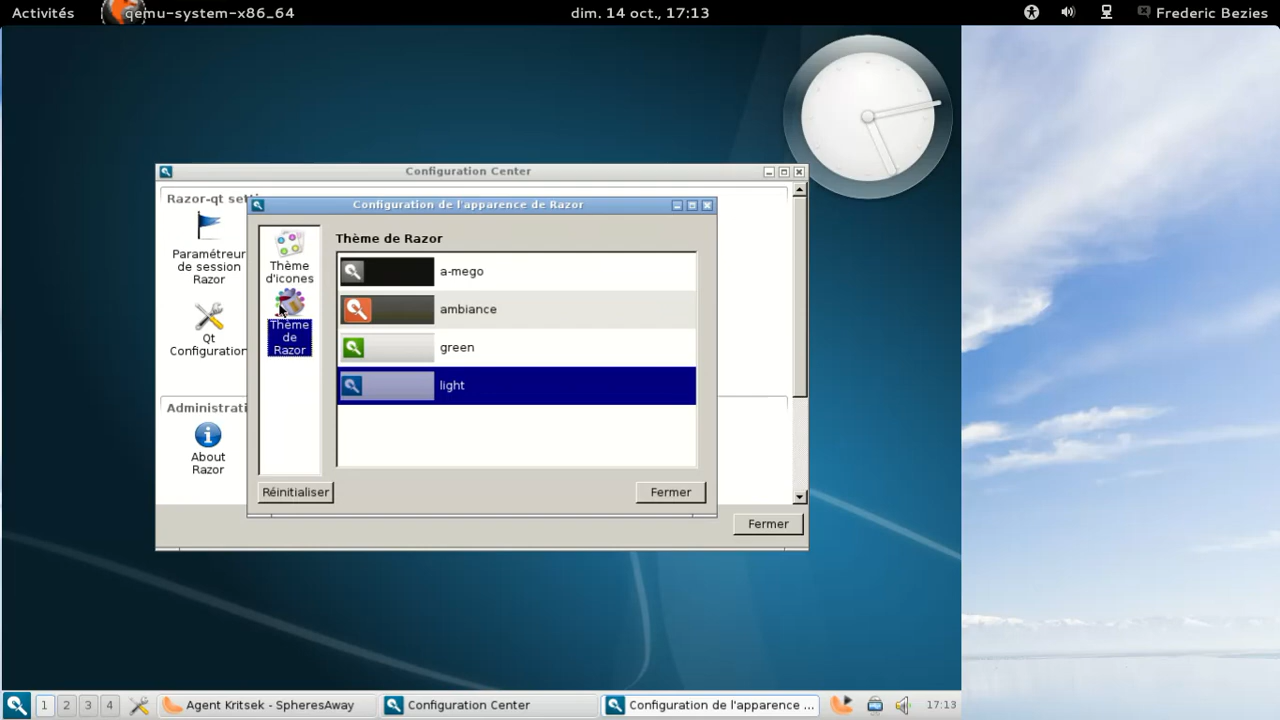 Activités
qemu-system-x86_64
dim. 14 oct., 17:13
Frederic Bezies
Configuration Center
Razor-qt sett
Paramétreur
de session
Razor
Qt
Configuration
Administrati
About
Razor
Fermer
Configuration de l'apparence de Razor
Thème
d'icones
Thème
de
Razor
Thème de Razor
a-mego
ambiance
green
light
Réinitialiser
Fermer
1
2
3
4
Agent Kritsek - SpheresAway
Configuration Center
Configuration de l'apparence ...
17:13